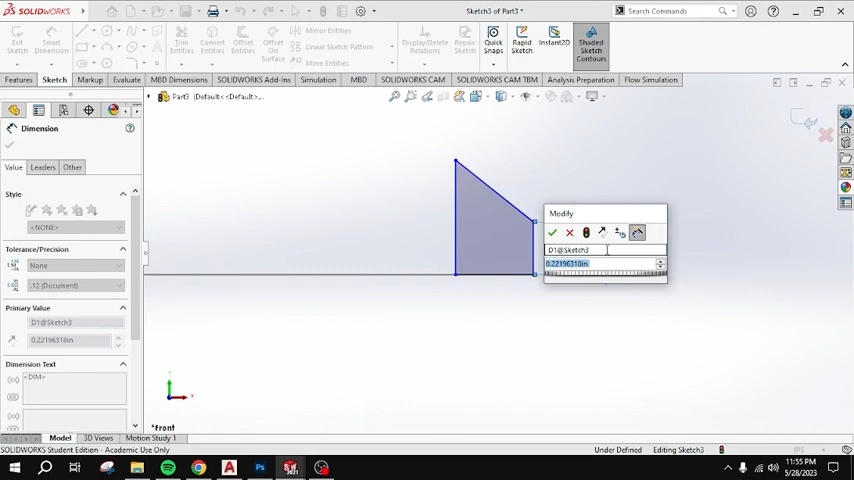 SOLIDWORKS
Sketch3 of Part3 *
Search Commands
Exit Sketch
Smart Dimension
Trim Entities
Convert Entities
Offset Entities
Offset On Surface
Mirror Entities
Linear Sketch Pattern
Move Entities
Display/Delete Relations
Repair Sketch
Quick Snaps
Rapid Sketch
Instant2D
Shaded Sketch Contours
Features
Sketch
Markup
Evaluate
MBD Dimensions
SOLIDWORKS Add-Ins
Simulation
MBD
SOLIDWORKS CAM
SOLIDWORKS CAM TBM
Analysis Preparation
Flow Simulation
Part3 (Default<<Default>...
Dimension
Value
Leaders
Other
Style
<NONE>
Tolerance/Precision
None
.12 (Document)
Primary Value
D1@Sketch3
0.22196318in
Dimension Text
<DIM>
Modify
D1@Sketch3
0.22196318in
*Front
Model
3D Views
Motion Study 1
SOLIDWORKS Student Edition - Academic Use Only
Under Defined
Editing Sketch3
IPS
11:55 PM
5/28/2023